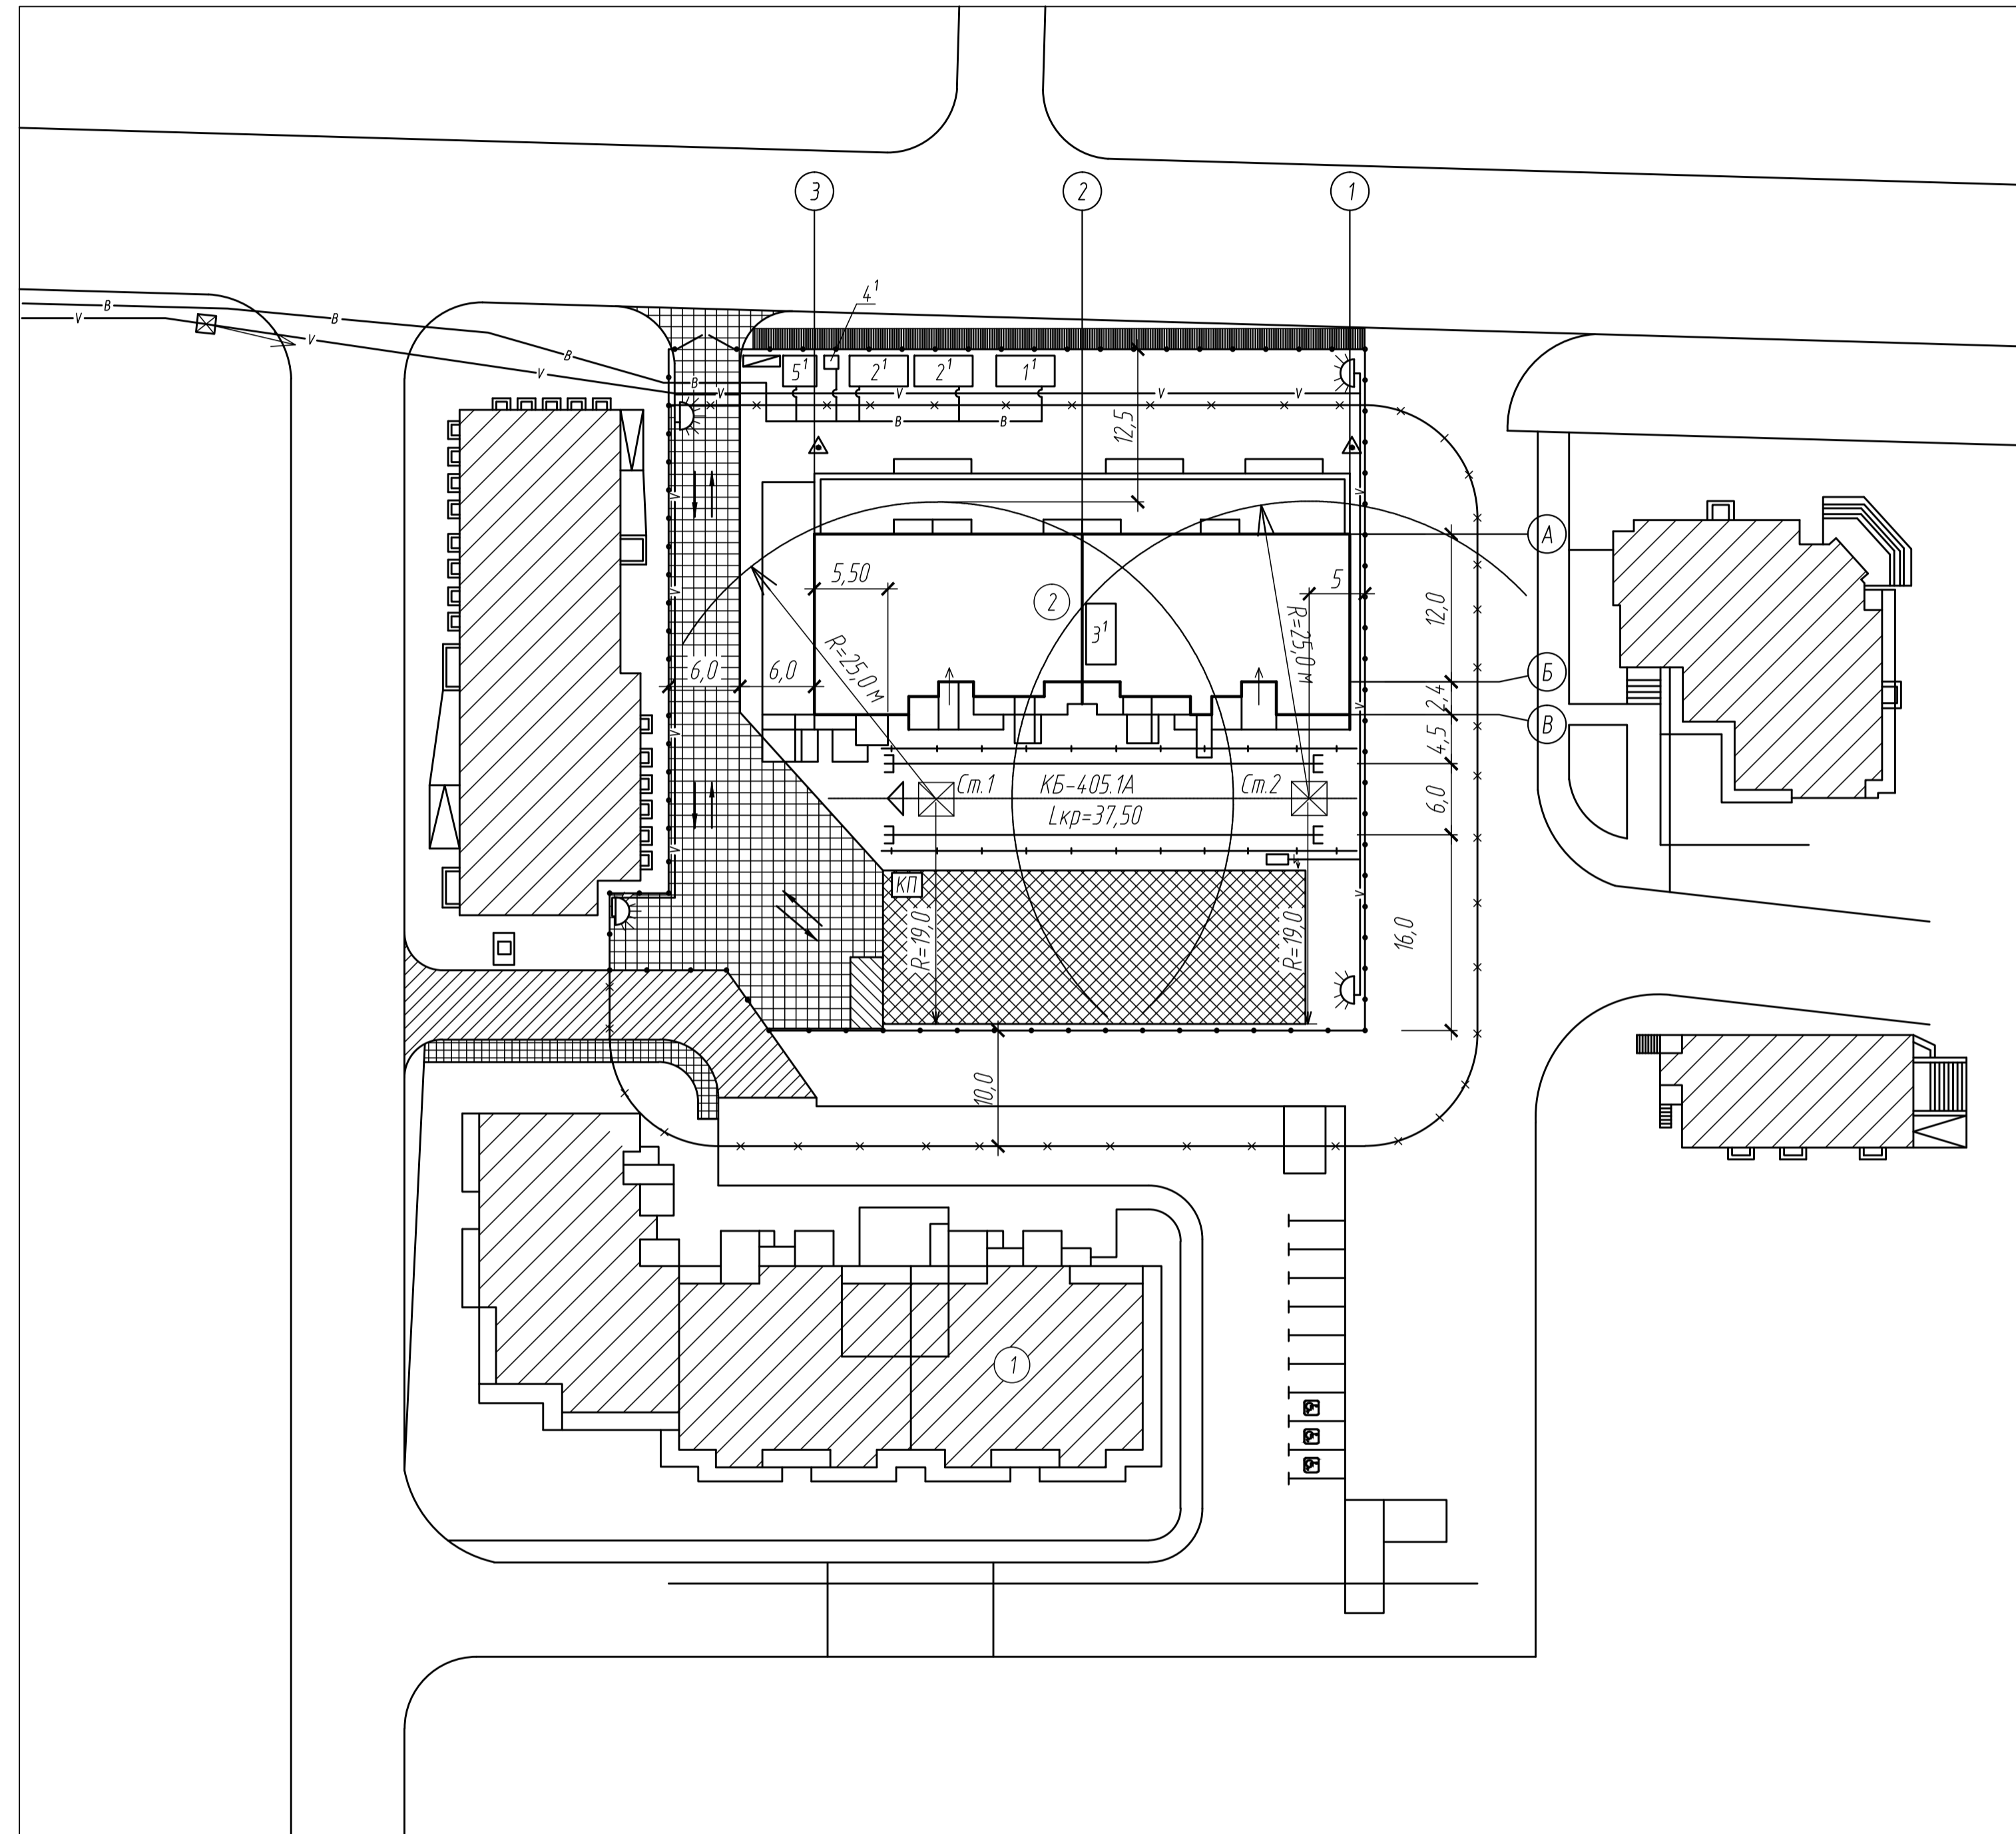 3
2
1
4¹
В
V
В
V
В
V
В
V
5¹
2¹
2¹
1¹
V
V
V
В
В
12,5
V
V
А
5,50
5
2
3¹
12,0
R=25,0 м
R=25,0 м
V
6,0
6,0
Б
2,4
В
V
V
4,5
Ст.1
КБ-405.1А
Ст.2
Lкр=37,50
6,0
V
КП
V
R=19,0
R=19,0
16,0
10,0
1